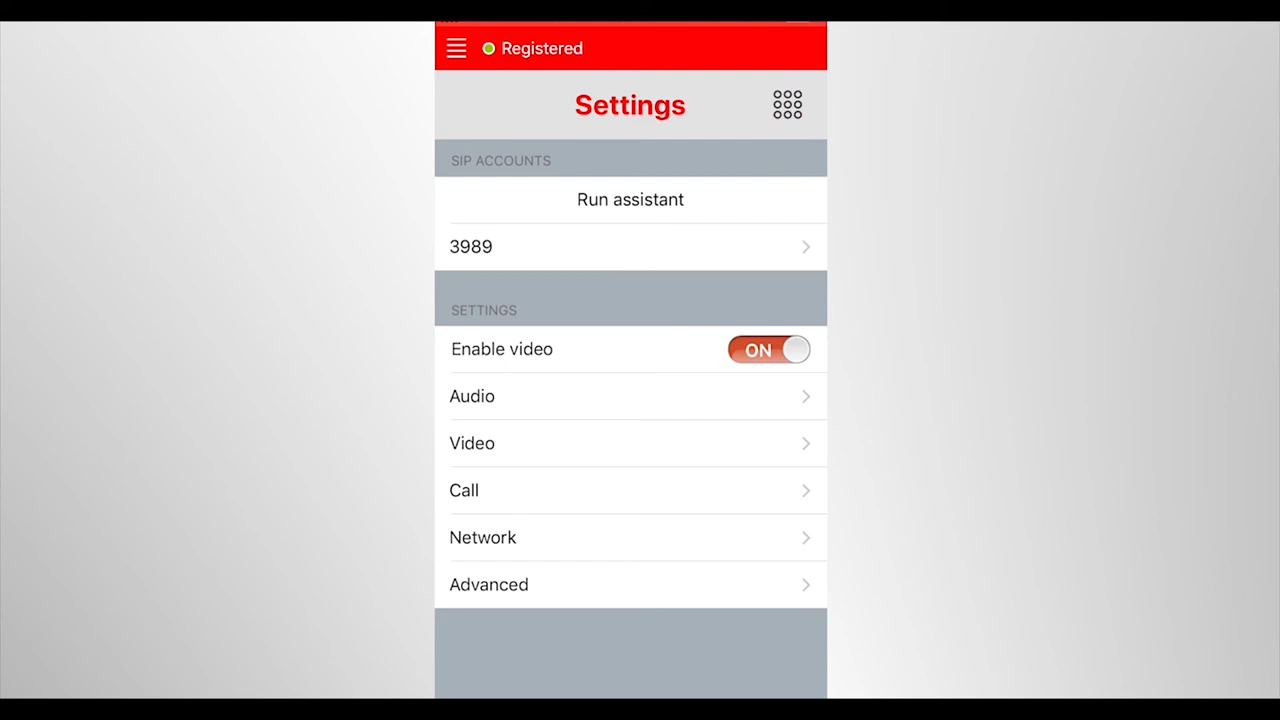 Registered
Settings
SIP ACCOUNTS
Run assistant
3989
SETTINGS
Enable video ON
Audio
Video
Call
Network
Advanced